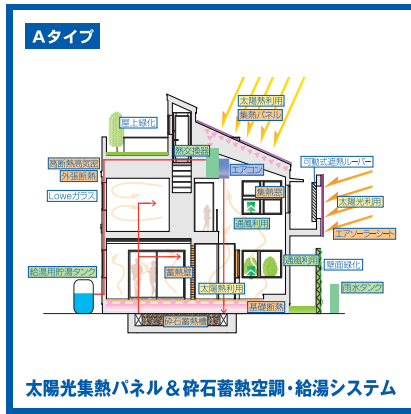 Aタイプ
太陽熱利用
集熱パネル
屋上緑化
熱交換器
高断熱高気密
外張断熱
エアコン
可動式遮熱ルーバー
Loweガラス
集熱窓
太陽光利用
通風利用
エアソーラーシート
給湯用貯湯タンク
蓄熱壁
通風利用
壁面緑化
太陽熱利用
雨水タンク
基礎断熱
砕石蓄熱槽
太陽光集熱パネル＆砕石蓄熱空調・給湯システム